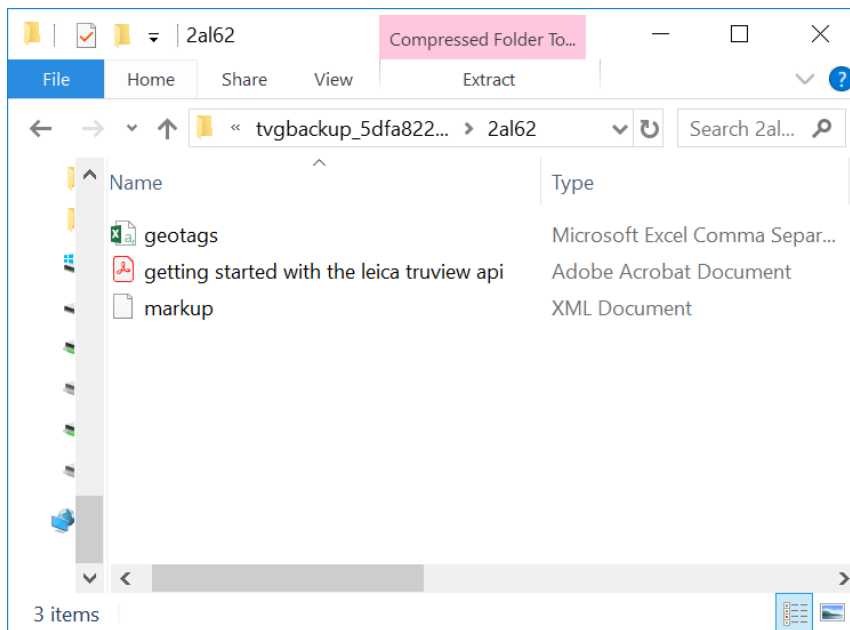 2al62
Compressed Folder To...
File Home Share View Extract
?
« tvgbackup_5dfa822... > 2al62
Search 2al...
Name Type
geotags Microsoft Excel Comma Separ...
getting started with the leica truview api Adobe Acrobat Document
markup XML Document
3 items